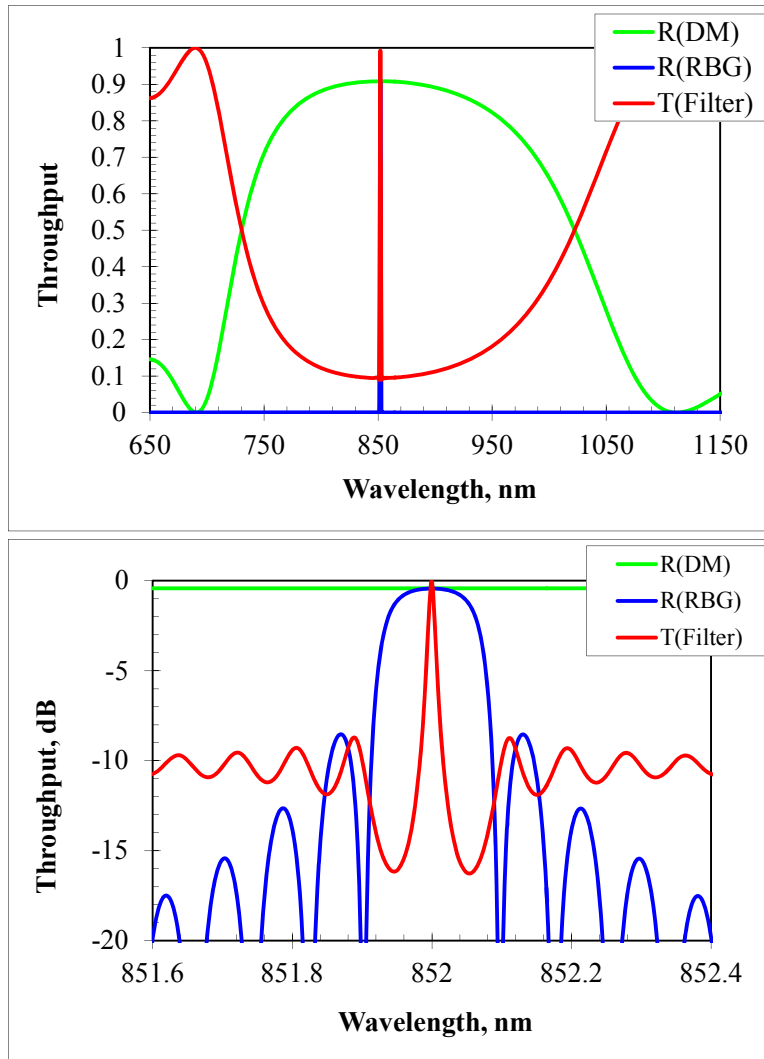 R(DM)
R(RBG)
T(Filter)
1
0.9
0.8
0.7
0.6
0.5
0.4
0.3
0.2
0.1
0
Throughput
650 750 850 950 1050 1150
Wavelength, nm
R(DM)
R(RBG)
T(Filter)
0
-5
-10
-15
-20
Throughput, dB
851.6 851.8 852 852.2 852.4
Wavelength, nm